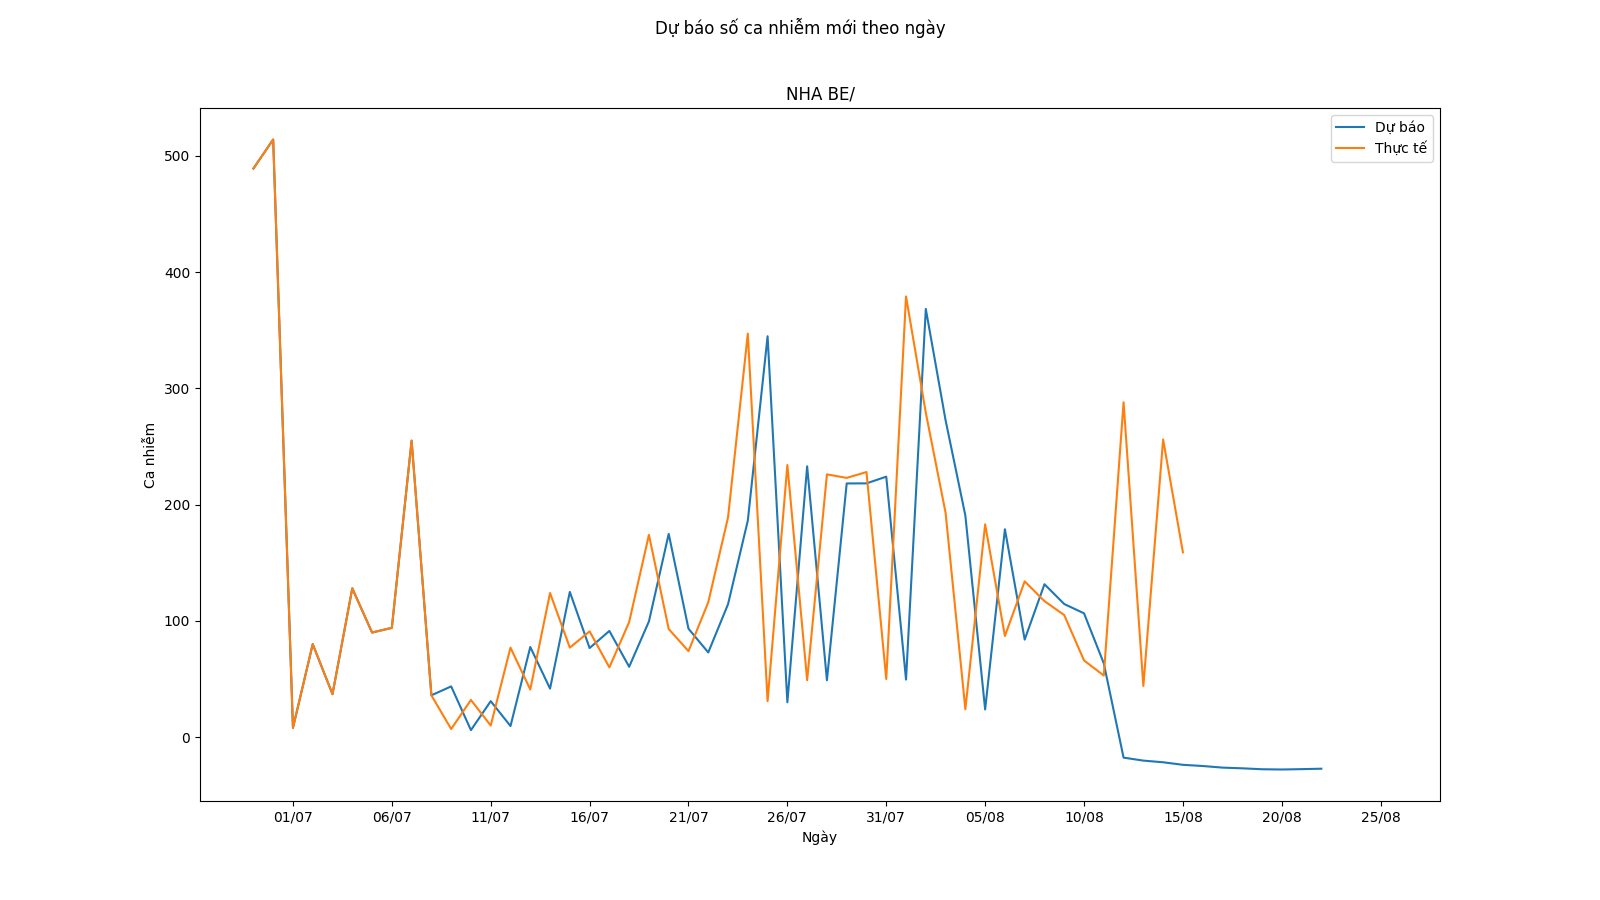 Dự báo số ca nhiễm mới theo ngày
NHA BE/
Dự báo
Thực tế
500
400
300
200
100
0
Ca nhiễm
01/07 06/07 11/07 16/07 21/07 26/07 31/07 05/08 10/08 15/08 20/08 25/08
Ngày